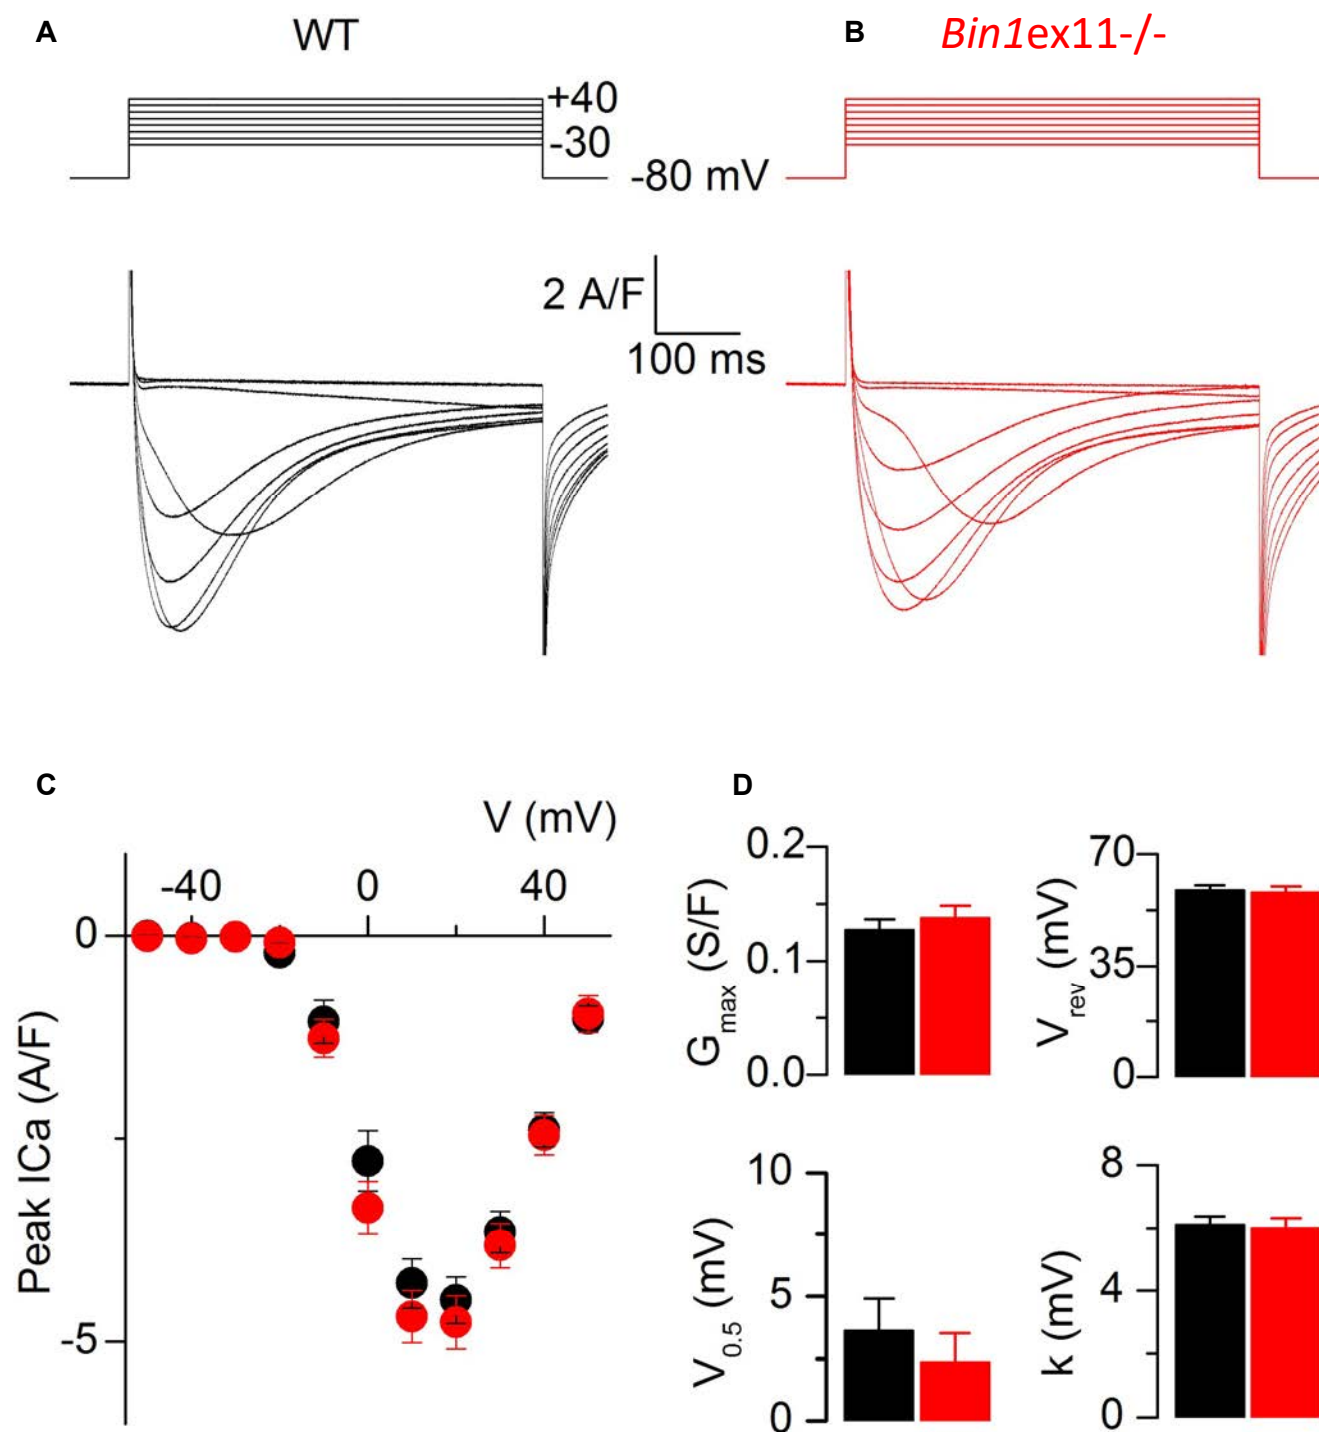 A
WT
B
Bin1ex11-/-
+40
-30
-80 mV
2 A/F
100 ms
C
V (mV)
-40
0
40
0
-5
Peak ICa (A/F)
D
0.2
0.1
0.0
Gmax (S/F)
70
35
0
Vrev (mV)
10
5
0
V0.5 (mV)
8
4
0
k (mV)